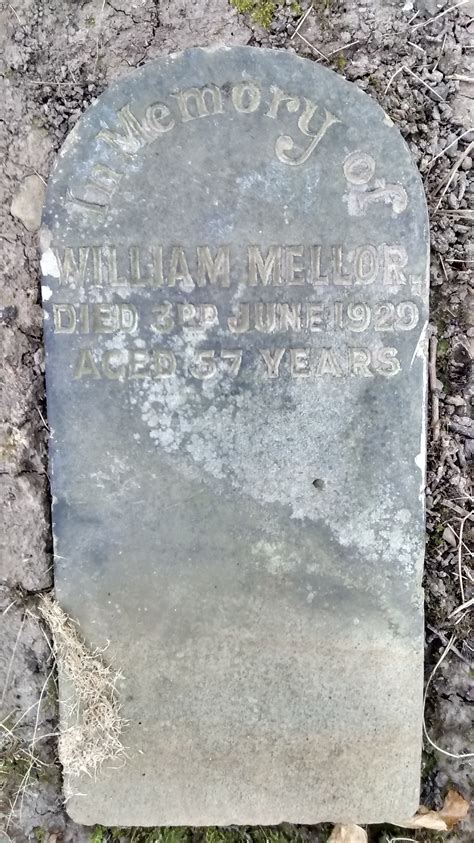 In Memory of
WILLIAM MELLOR
DIED 3RD JUNE 1929
AGED 57 YEARS